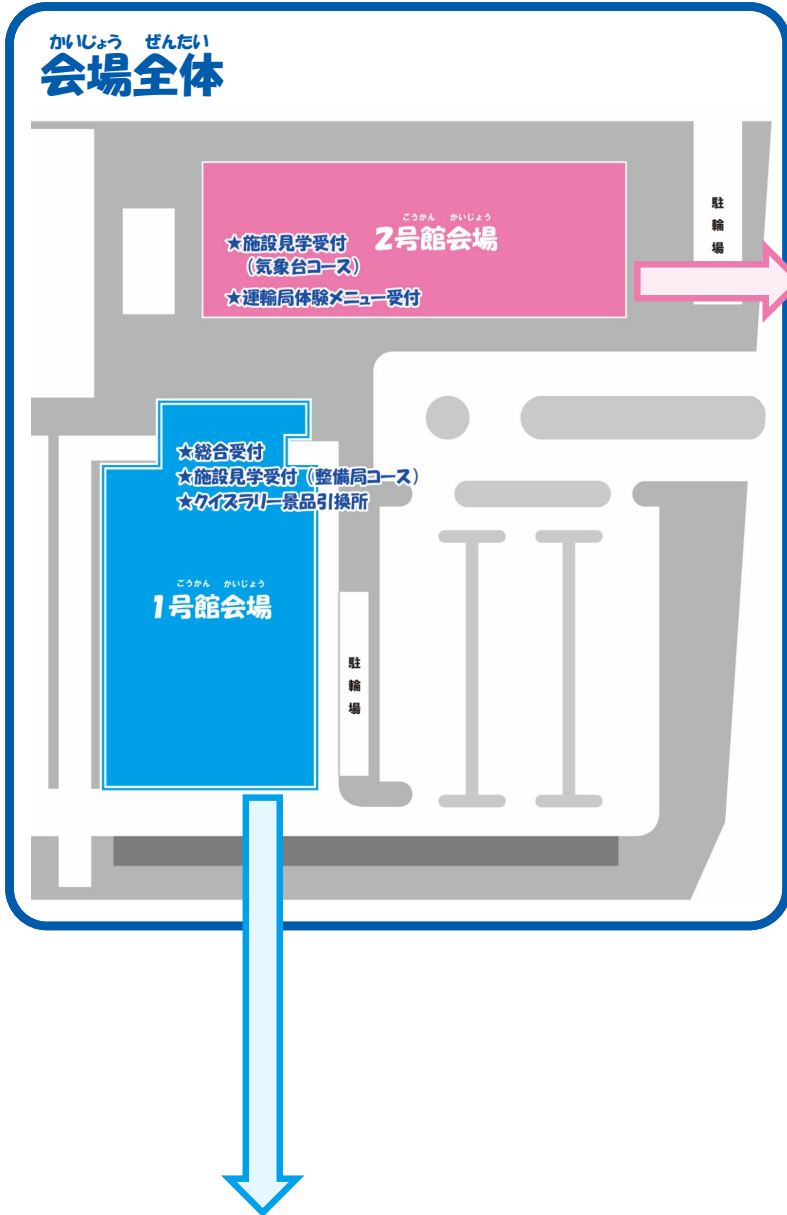 かいじょう ぜんたい
会場全体
ごうかん かいじょう
2号館会場
★施設見学受付
(気象台コース)
★運輸局体験メニュー受付
駐輪場
★総合受付
★施設見学受付(整備局コース)
★クイズラリー景品引換所
ごうかん かいじょう
1号館会場
駐輪場